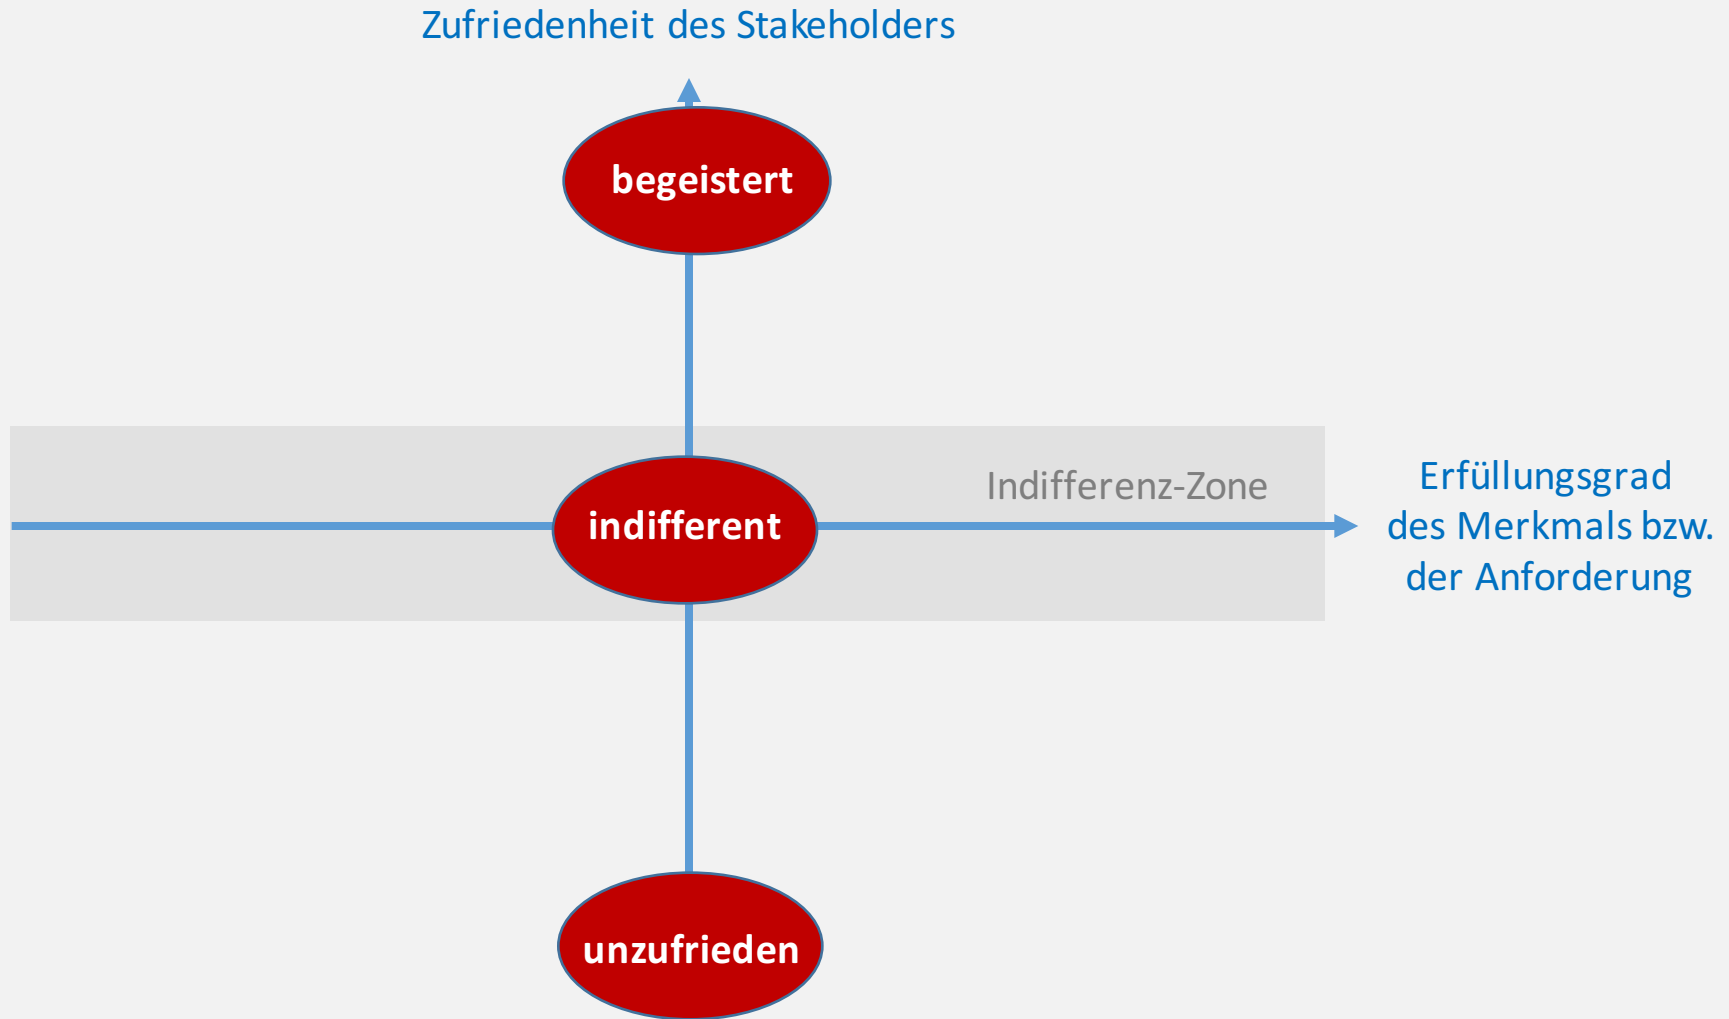 Zufriedenheit des Stakeholders
begeistert
Indifferenz-Zone
indifferent
Erfüllungsgrad
des Merkmals bzw.
der Anforderung
unzufrieden